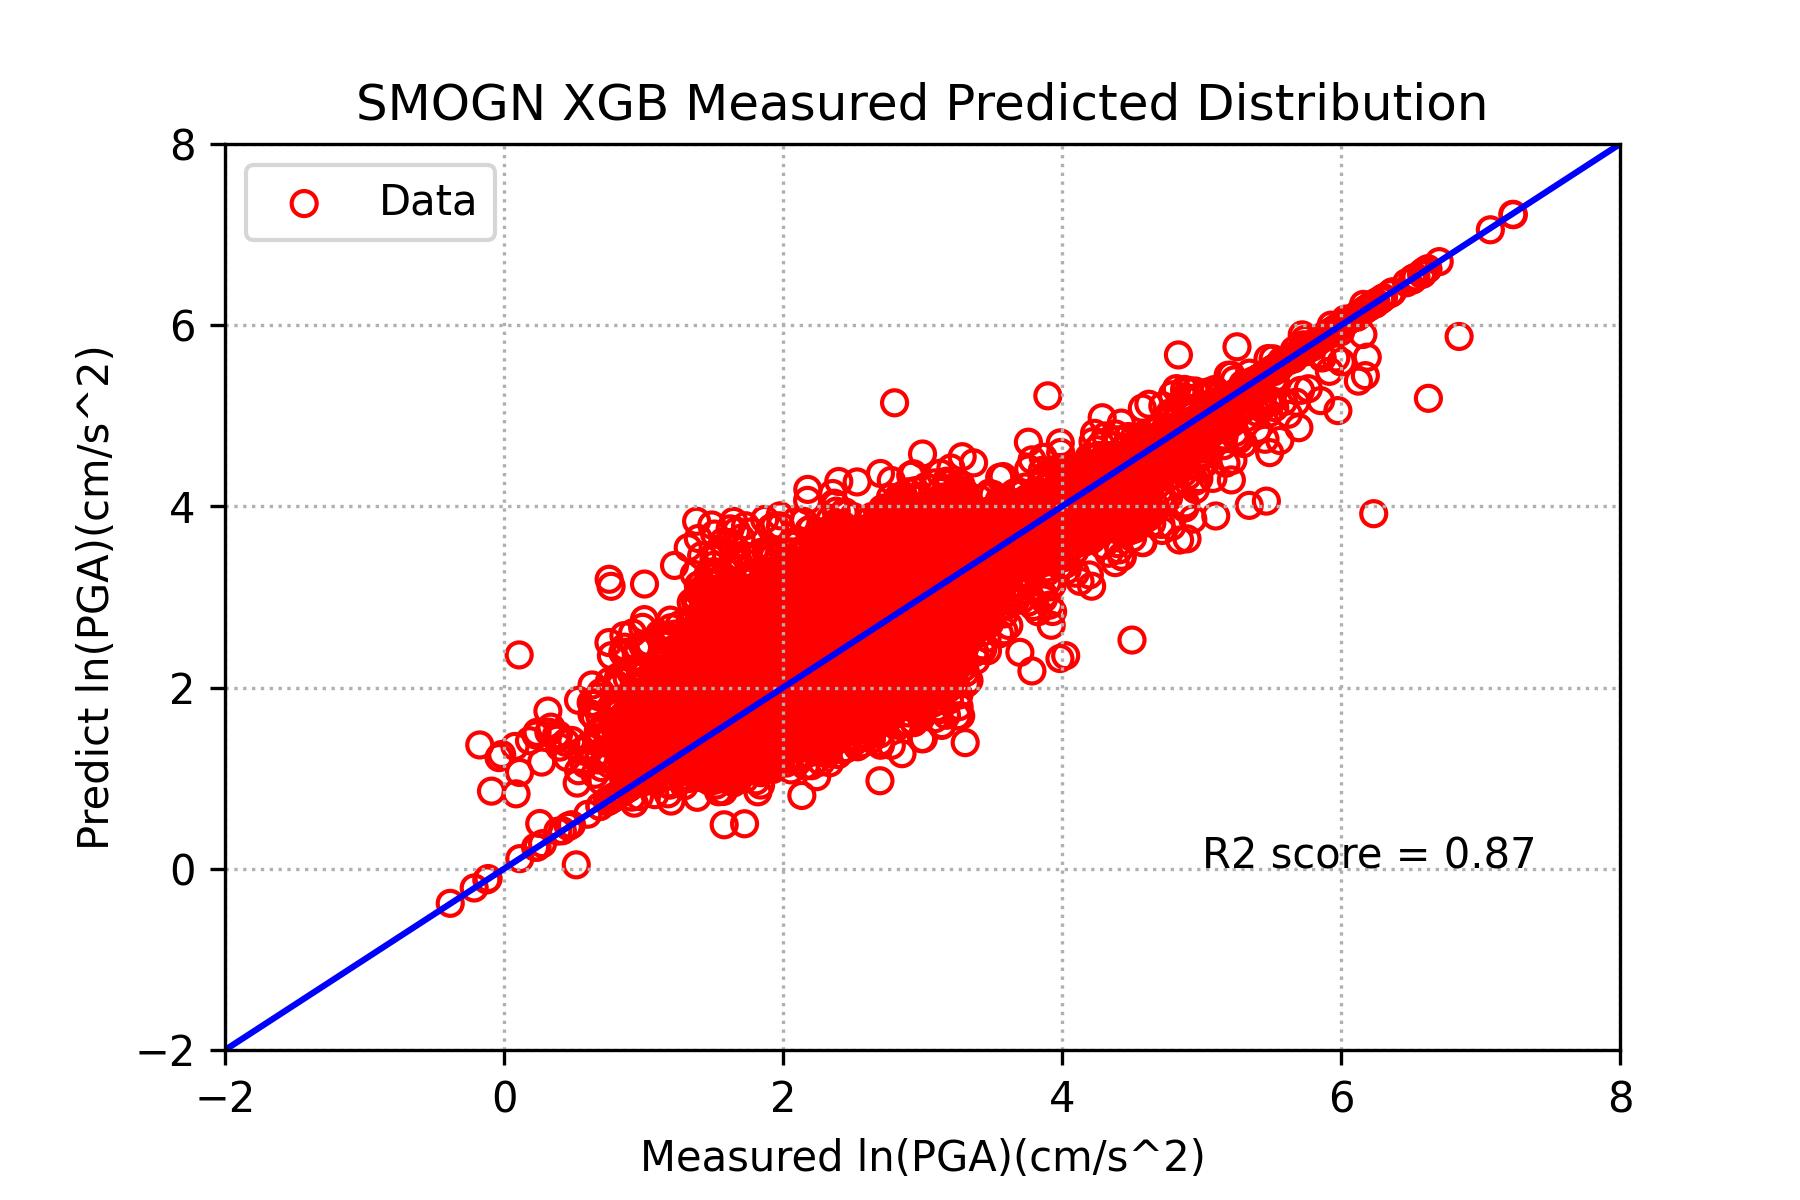 SMOGN XGB Measured Predicted Distribution
Data
8
6
4
2
0
−2
Predict ln(PGA)(cm/s^2)
R2 score = 0.87
−2 0 2 4 6 8
Measured ln(PGA)(cm/s^2)